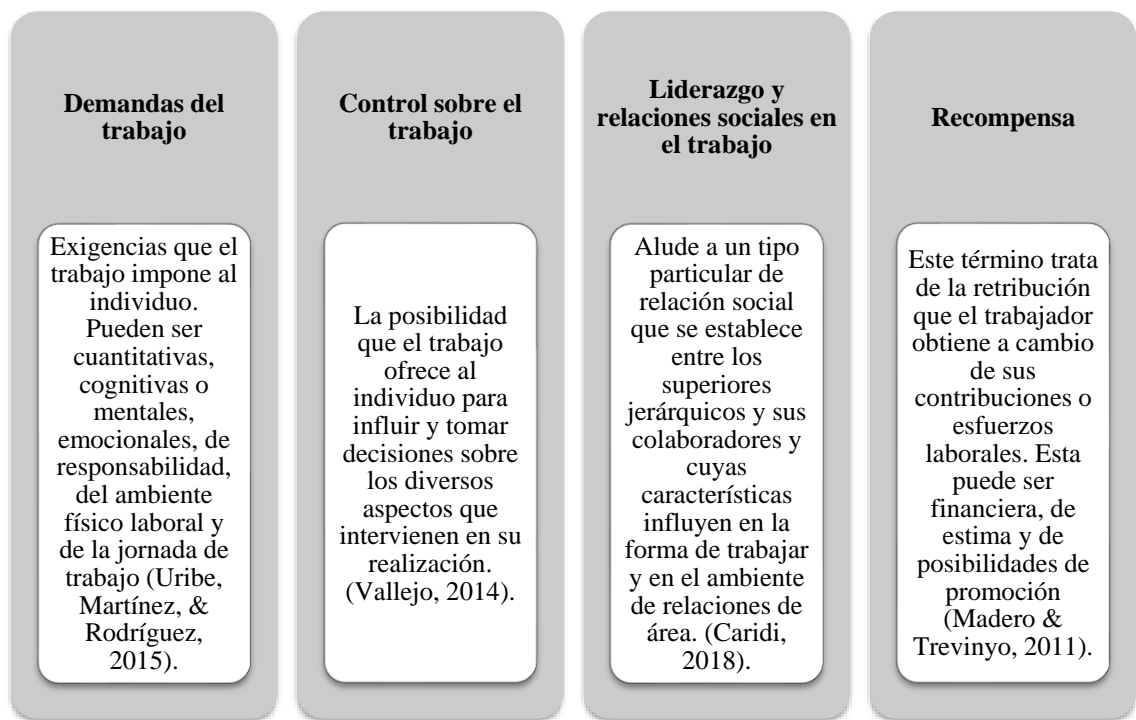 Demandas del
trabajo
Exigencias que el
trabajo impone al
individuo.
Pueden ser
cuantitativas,
cognitivas o
mentales,
emocionales, de
responsabilidad,
del ambiente
físico laboral y
de la jornada de
trabajo (Uribe,
Martínez, &
Rodríguez,
2015).
Control sobre el
trabajo
La posibilidad
que el trabajo
ofrece al
individuo para
influir y tomar
decisiones sobre
los diversos
aspectos que
intervienen en su
realización.
(Vallejo, 2014).
Liderazgo y
relaciones sociales en
el trabajo
Alude a un tipo
particular de
relación social
que se establece
entre los
superiores
jerárquicos y sus
colaboradores y
cuyas
características
influyen en la
forma de trabajar
y en el ambiente
de relaciones de
área. (Caridi,
2018).
Recompensa
Este término trata
de la retribución
que el trabajador
obtiene a cambio
de sus
contribuciones o
esfuerzos
laborales. Esta
puede ser
financiera, de
estima y de
posibilidades de
promoción
(Madero &
Trevinyo, 2011).